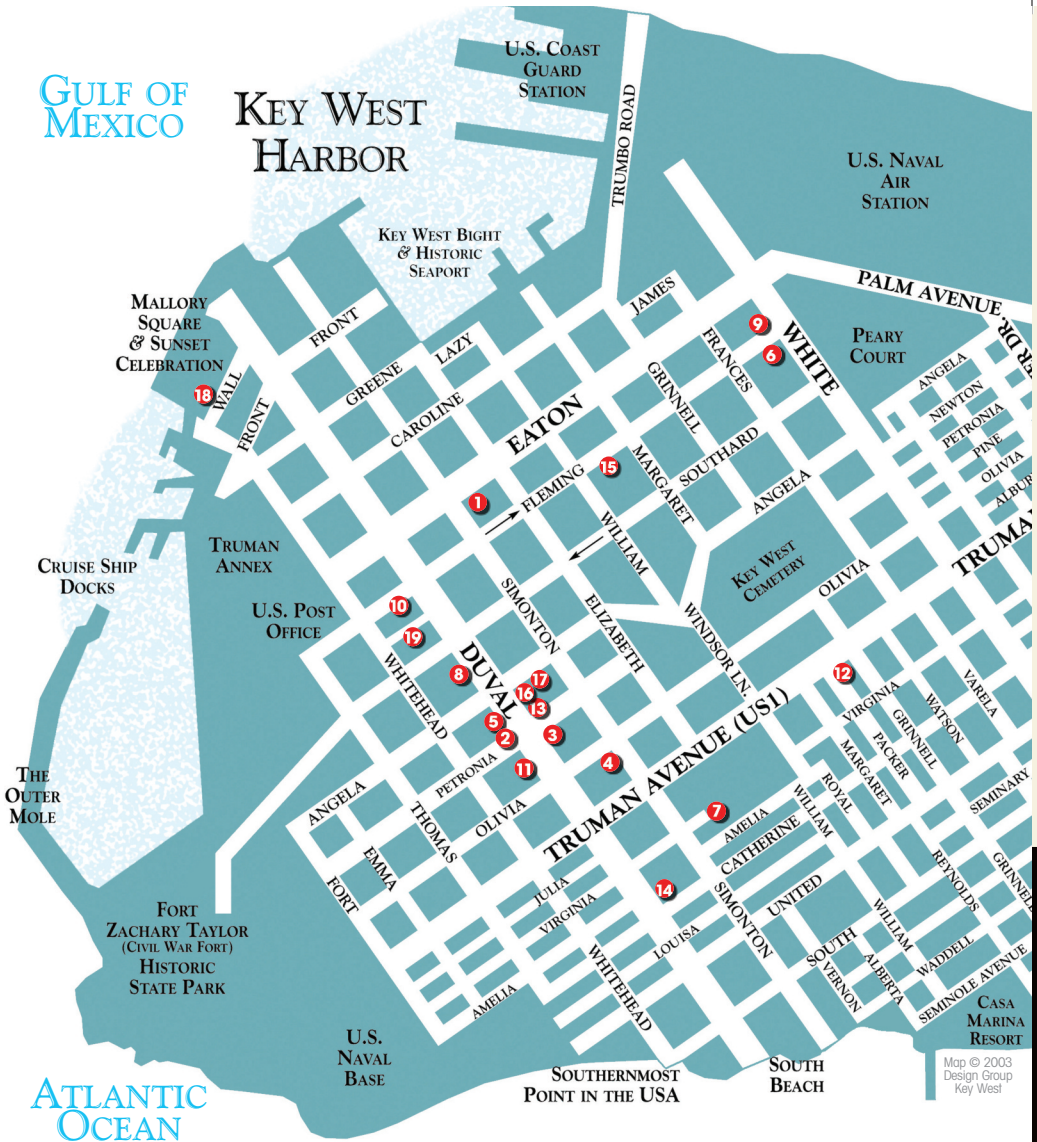 GULF OF
MEXICO
KEY WEST
HARBOR
U.S. COAST
GUARD
STATION
TRUMBO ROAD
U.S. NAVAL
AIR
STATION
KEY WEST BIGHT
& HISTORIC
SEAPORT
MALLORY
SQUARE
& SUNSET
CELEBRATION
18
WALL
FRONT
FRONT
GREENE
LAZY
CAROLINE
EATON
JAMES
PALM AVENUE
PEARY
COURT
9
6
WHITE
FRANCES
GRINNELL
SOUTHARD
MARGARET
ANGELA
15
1
FLEMING
WILLIAM
ANGELA
NEWTON
PETRONIA
PINE
OLIVIA
TRUMAN
ANNEX
CRUISE SHIP
DOCKS
U.S. POST
OFFICE
KEY WEST
CEMETERY
OLIVIA
10
19
SIMONTON
ELIZABETH
WINDSOR LN.
8
DUVAL
17
16
13
5
2
3
4
11
12
WHITEHEAD
PETRONIA
OLIVIA
THOMAS
ANGELA
EMMA
FORT
TRUMAN AVENUE (US1)
VIRGINIA
GRINNELL
WATSON
VARELA
PACKER
MARGARET
ROYAL
WILLIAM
SEMINARY
7
AMELIA
CATHERINE
14
THE
OUTER
MOLE
JULIA
VIRGINIA
AMELIA
LOUISA
WHITEHEAD
SIMONTON
UNITED
SOUTH
VERNON
ALBERTA
WILLIAM
REYNOLDS
WADDELL
SEMINOLE AVENUE
FORT
ZACHARY TAYLOR
(CIVIL WAR FORT)
HISTORIC
STATE PARK
U.S.
NAVAL
BASE
SOUTHERNMOST
POINT IN THE USA
SOUTH
BEACH
CASA
MARINA
RESORT
Map © 2003
Design Group
Key West
ATLANTIC
OCEAN